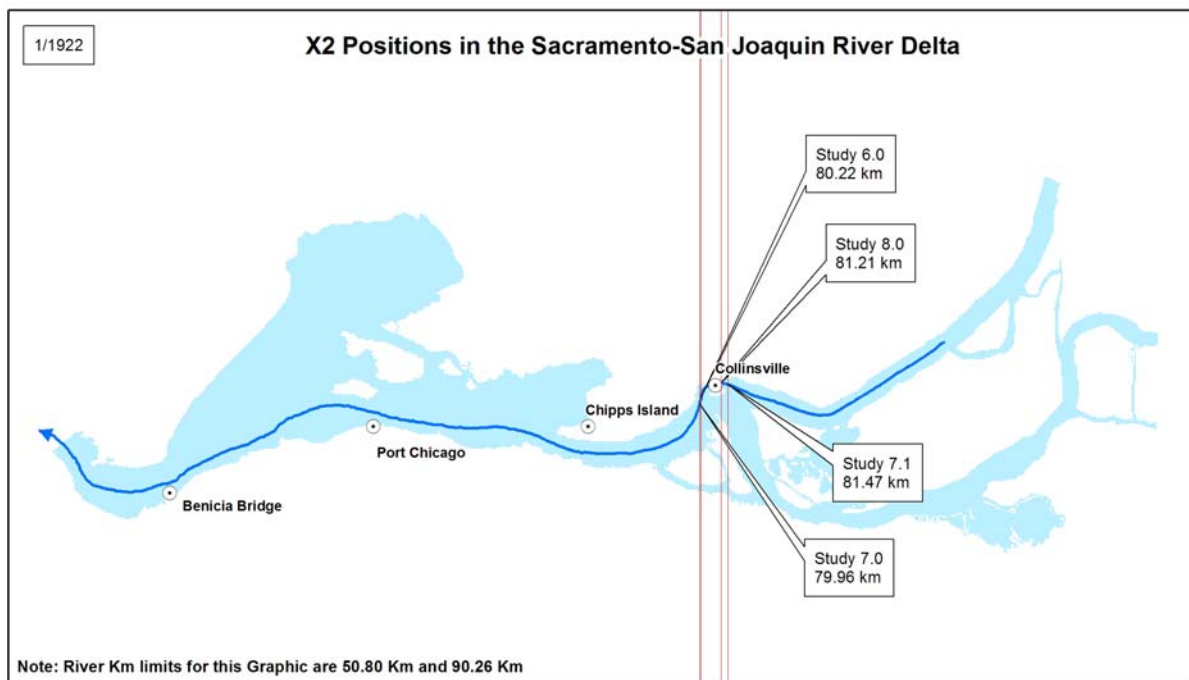 1/1922
X2 Positions in the Sacramento-San Joaquin River Delta
Study 6.0
80.22 km
Study 8.0
81.21 km
Collinsville
Chipps Island
Port Chicago
Study 7.1
81.47 km
Benicia Bridge
Study 7.0
79.96 km
Note: River Km limits for this Graphic are 50.80 Km and 90.26 Km